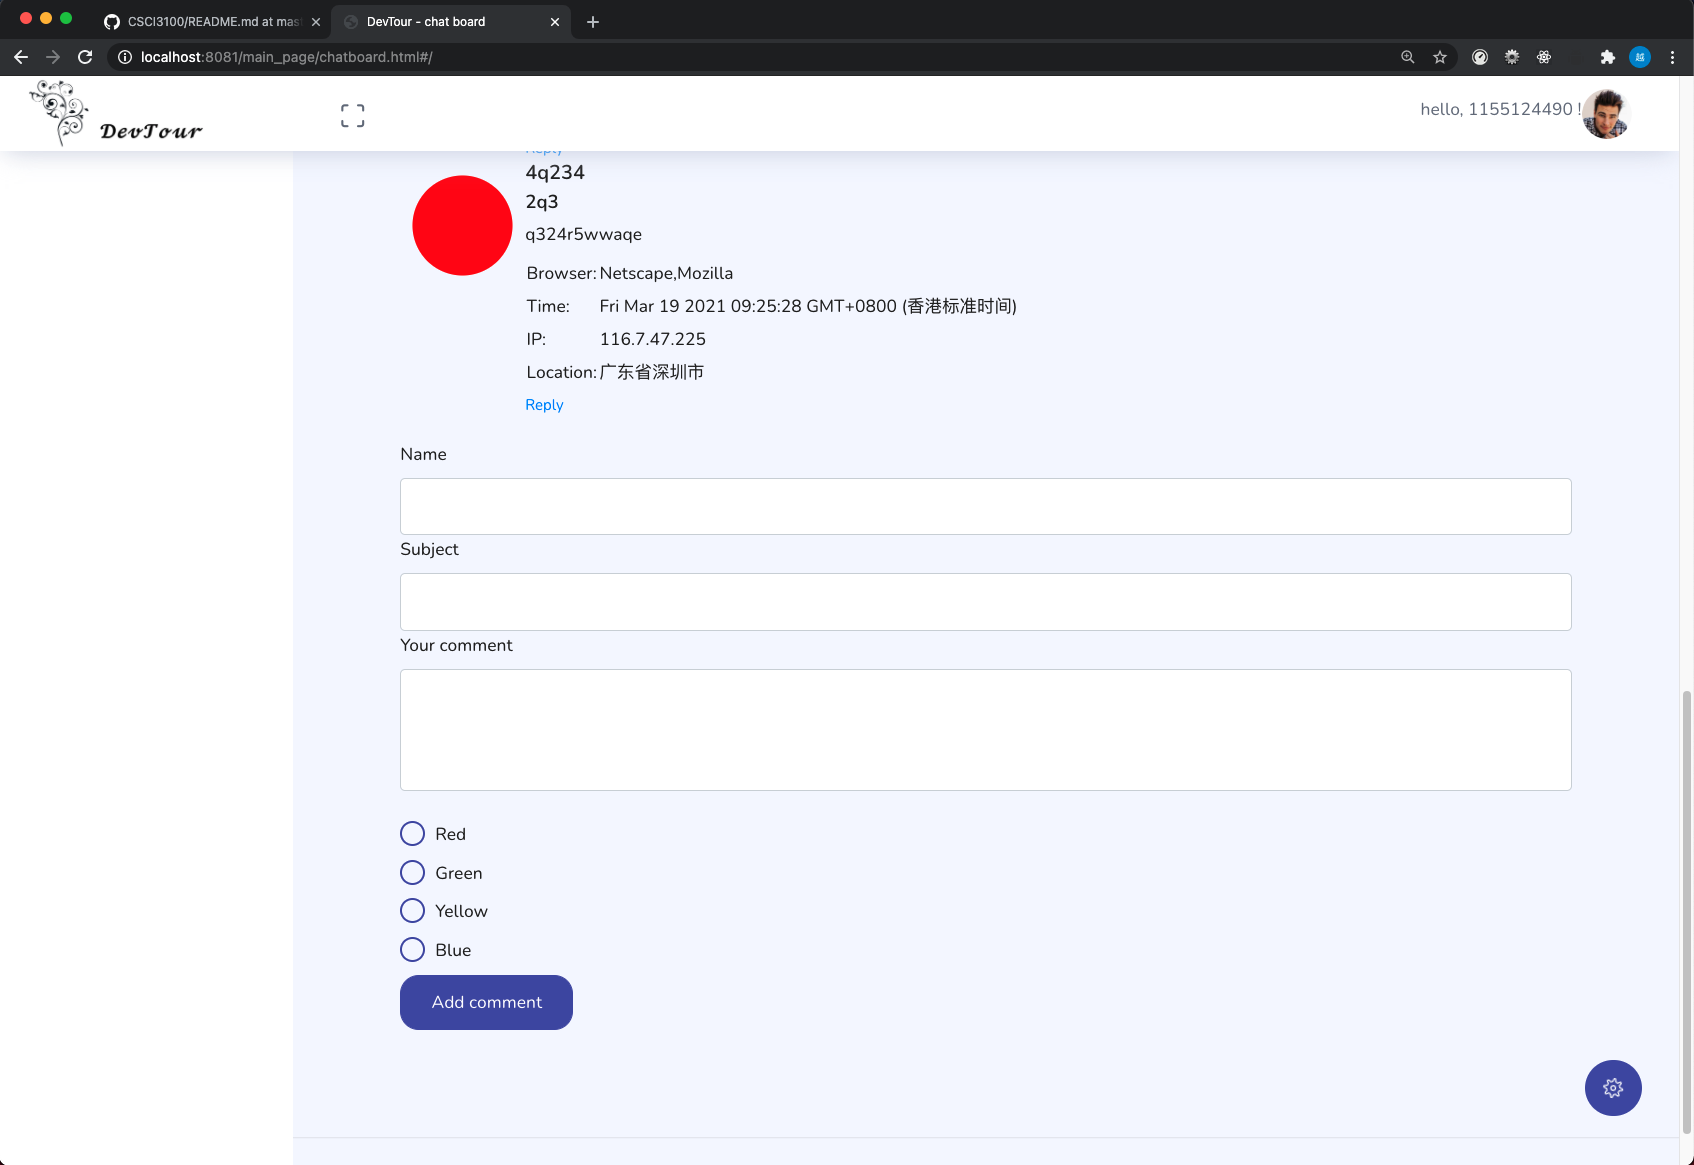 CSCI3100/README.md at mas
DevTour - chat board
localhost:8081/main_page/chatboard.html#/
越
DevTour
hello, 1155124490 !
Reply
4q234
2q3
q324r5wwaqe
Browser: Netscape,Mozilla
Time: Fri Mar 19 2021 09:25:28 GMT+0800 (香港标准时间)
IP: 116.7.47.225
Location: 广东省深圳市
Reply
Name
Subject
Your comment
Red
Green
Yellow
Blue
Add comment